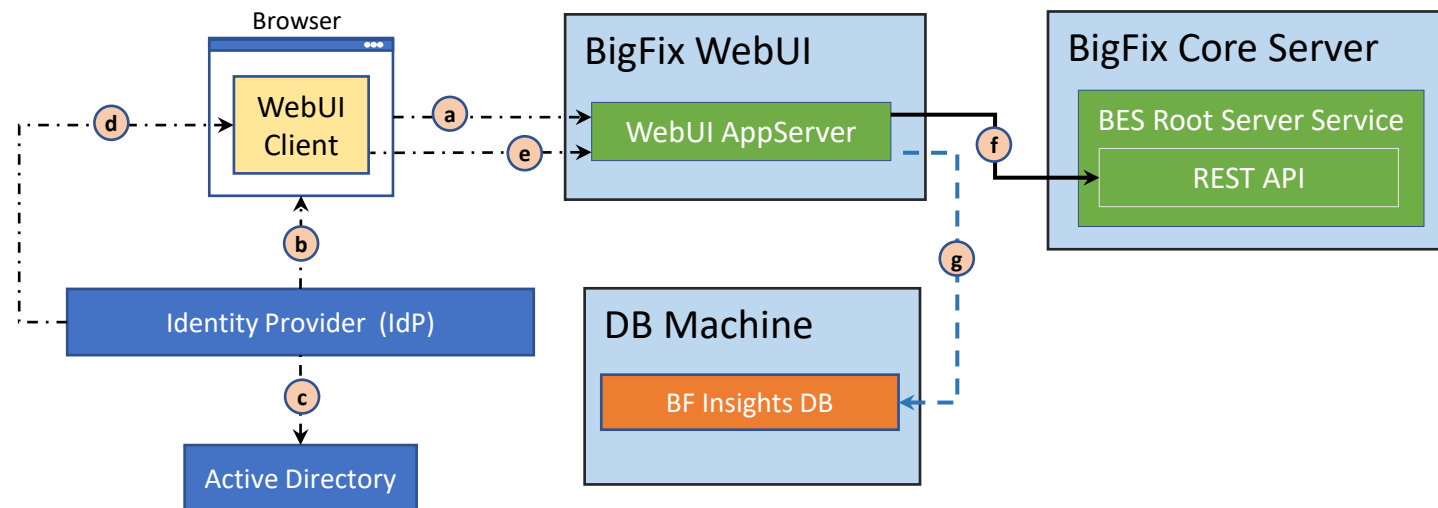 Browser
BigFix WebUI
BigFix Core Server
WebUI
Client
d
a
e
WebUI AppServer
f
BES Root Server Service
REST API
b
g
Identity Provider (IdP)
DB Machine
c
BF Insights DB
Active Directory